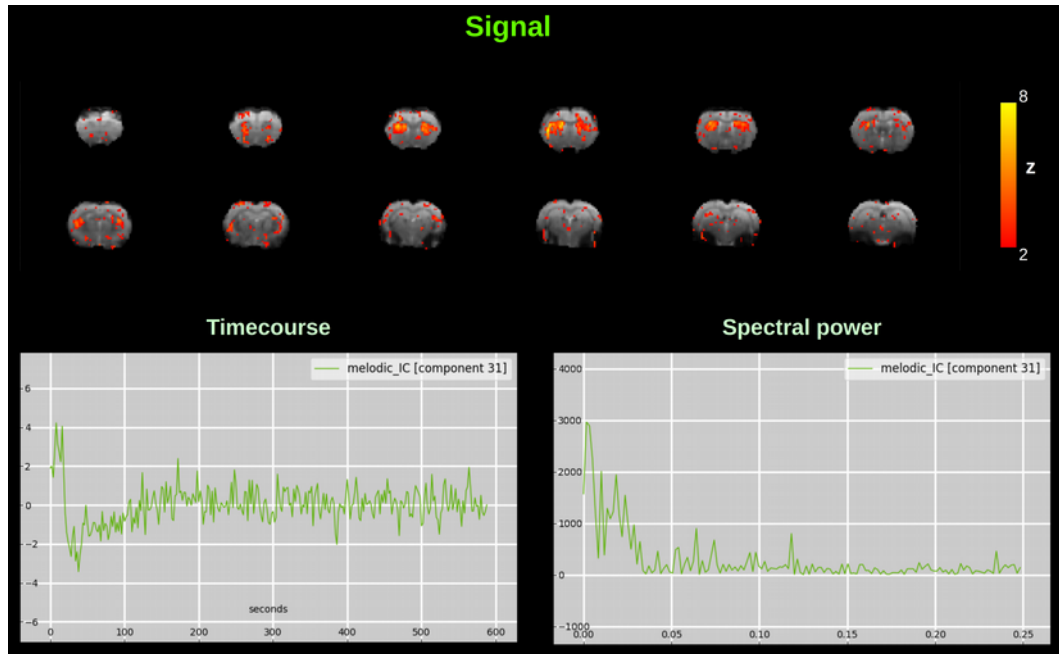 Signal
8
z
2
Timecourse
Spectral power
melodic_IC [component 31]
6
4
2
0
−2
−4
−6
seconds
0 100 200 300 400 500 600
melodic_IC [component 31]
4000
3000
2000
1000
0
−1000
0.00 0.05 0.10 0.15 0.20 0.25